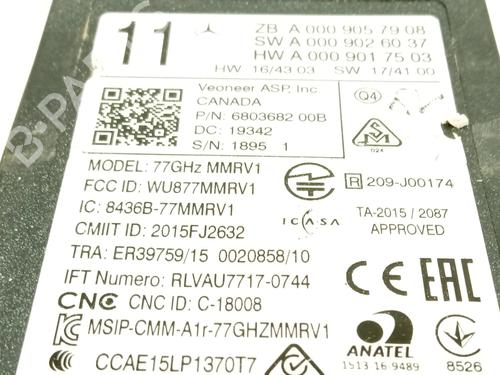 11
ZB A 000 905 79 08
SW A 000 902 60 37
HW A 000 901 75 03
HW 16/43 03 SW 17/41 00
Veoneer ASP, Inc
CANADA
P/N: 6803682 00B
DC: 19342
S/N: 1895 1
Q4
024
MODEL: 77GHz MMRV1
FCC ID: WU877MMRV1
IC: 8436B-77MMRV1
CMIIT ID: 2015FJ2632
R 209-J00174
ICASA
TA-2015 / 2087
APPROVED
TRA: ER39759/15 0020858/10
IFT Numero: RLVAU7717-0744
CE EAC
CNC CNC ID: C-18008
MSIP-CMM-A1r-77GHZMMRV1
CCAE15LP1370T7
ANATEL
1513 16-9489
8526
B-Parts